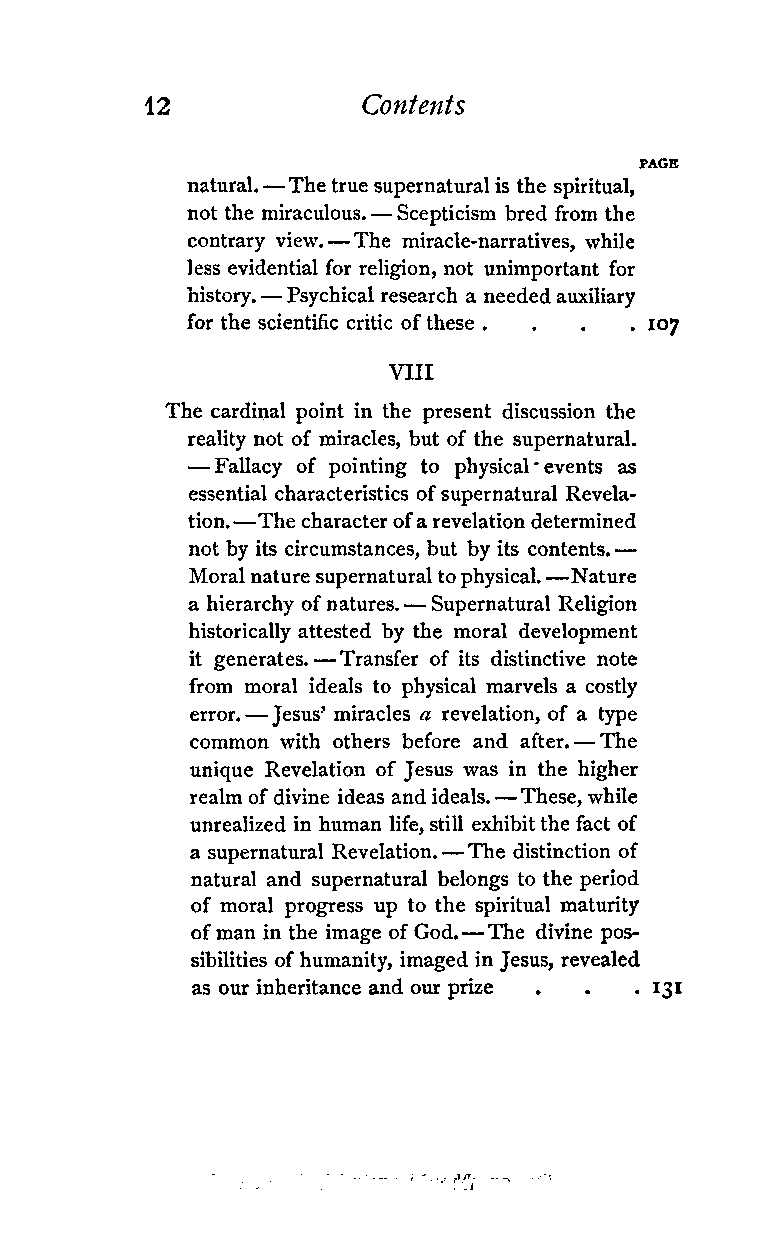 12 Contents
PAGE
natural. — The true supernatural is the spiritual,
not the miraculous. — Scepticism bred from the
contrary view. — The miracle-narratives, while
less evidential for religion, not unimportant for
history. — Psychical research a needed auxiliary
for the scientific critic of these . . . . 107
VIII
The cardinal point in the present discussion the
reality not of miracles, but of the supernatural.
— Fallacy of pointing to physical events as
essential characteristics of supernatural Revela-
tion. — The character of a revelation determined
not by its circumstances, but by its contents. —
Moral nature supernatural to physical. — Nature
a hierarchy of natures. — Supernatural Religion
historically attested by the moral development
it generates. — Transfer of its distinctive note
from moral ideals to physical marvels a costly
error. — Jesus' miracles a revelation, of a type
common with others before and after. — The
unique Revelation of Jesus was in the higher
realm of divine ideas and ideals. — These, while
unrealized in human life, still exhibit the fact of
a supernatural Revelation. — The distinction of
natural and supernatural belongs to the period
of moral progress up to the spiritual maturity
of man in the image of God. — The divine pos-
sibilities of humanity, imaged in Jesus, revealed
as our inheritance and our prize . . . 131